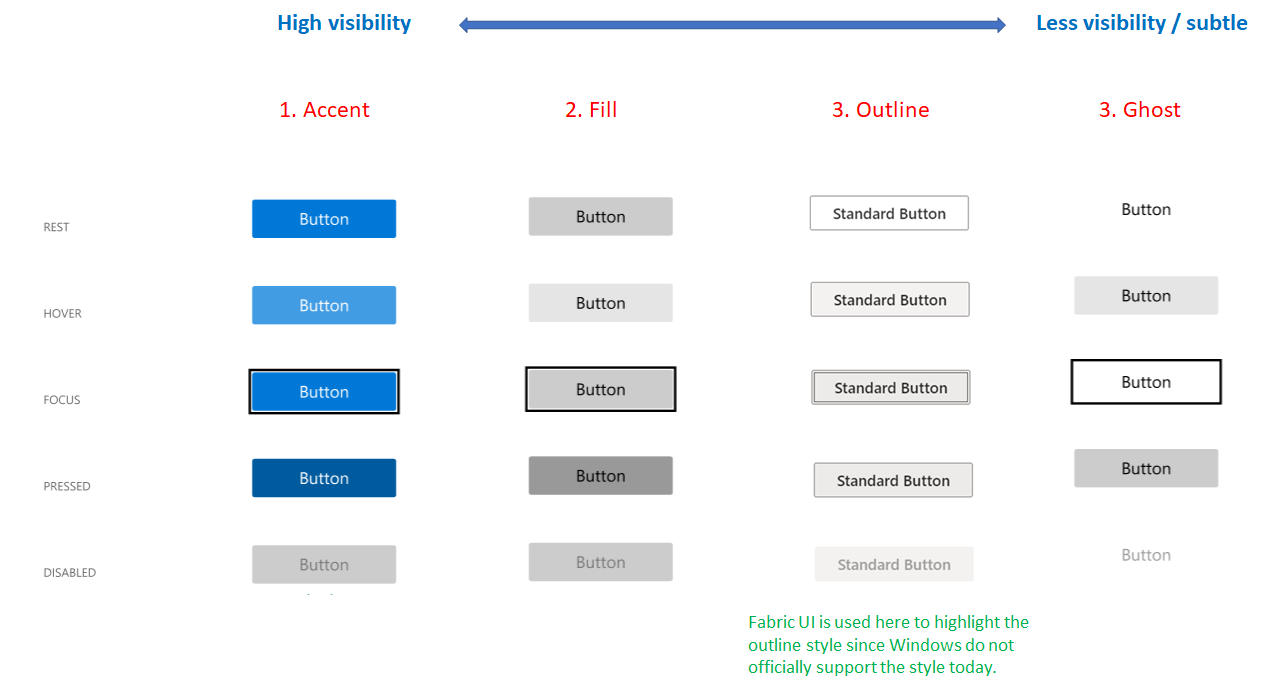 High visibility
Less visibility / subtle
1. Accent
2. Fill
3. Outline
3. Ghost
REST
Button
Button
Standard Button
Button
HOVER
Button
Button
Standard Button
Button
FOCUS
Button
Button
Standard Button
Button
PRESSED
Button
Button
Standard Button
Button
DISABLED
Button
Button
Standard Button
Button
Fabric UI is used here to highlight the
outline style since Windows do not
officially support the style today.